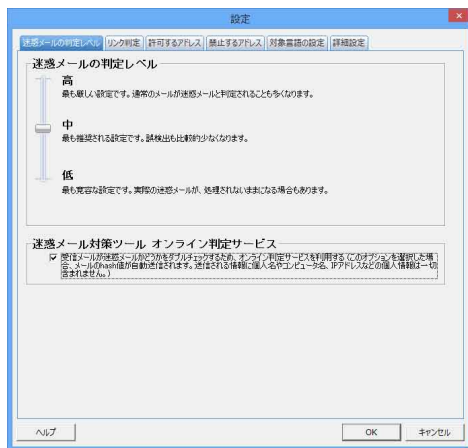 設定
迷惑メールの判定レベル リンク判定 許可するアドレス 禁止するアドレス 対象言語の設定 詳細設定
迷惑メールの判定レベル
高
最も厳しい設定です。通常のメールが迷惑メールと判定されることも多くなります。
中
最も推奨される設定です。誤検出も比較的少なくなります。
低
最も寛容な設定です。実際の迷惑メールが、処理されないままになる場合もあります。
迷惑メール対策ツール オンライン判定サービス
受信メールが迷惑メールかどうかをダブルチェックするため、オンライン判定サービスを利用する (このオプションを選択した場
合、メールのhash値が自動送信されます。送信される情報に個人名やコンピュータ名、IPアドレスなどの個人情報は一切
含まれません。)
ヘルプ OK キャンセル